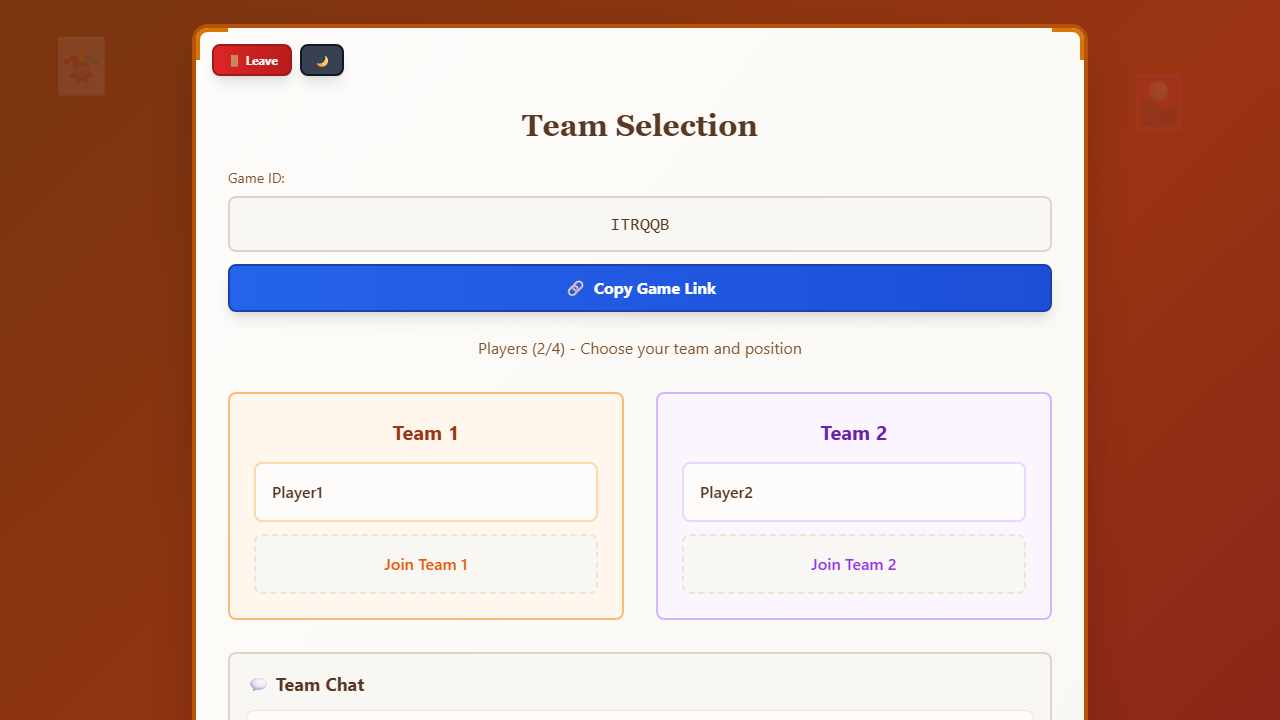 Leave
Team Selection
Game ID:
ITRQQB
Copy Game Link
Players (2/4) - Choose your team and position
Team 1
Player1
Join Team 1
Team 2
Player2
Join Team 2
Team Chat